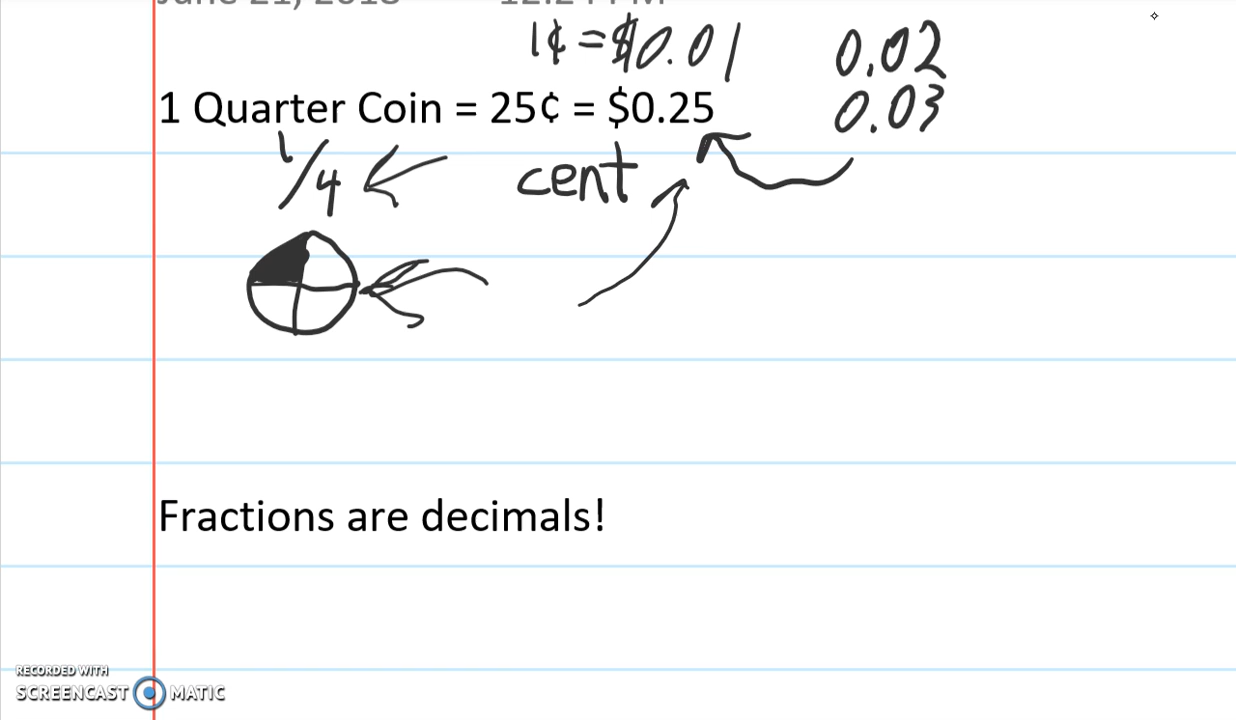 1¢ = $0.01 0.02
1 Quarter Coin = 25¢ = $0.25 0.03
1/4 cent
Fractions are decimals!
RECORDED WITH
SCREENCAST MATIC